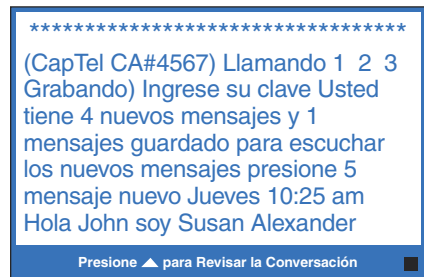 ***********************************
(CapTel CA#4567) Llamando 1 2 3
Grabando) Ingrese su clave Usted
tiene 4 nuevos mensajes y 1
mensajes guardado para escuchar
los nuevos mensajes presione 5
mensaje nuevo Jueves 10:25 am
Hola John soy Susan Alexander
Presione ▲ para Revisar la Conversación